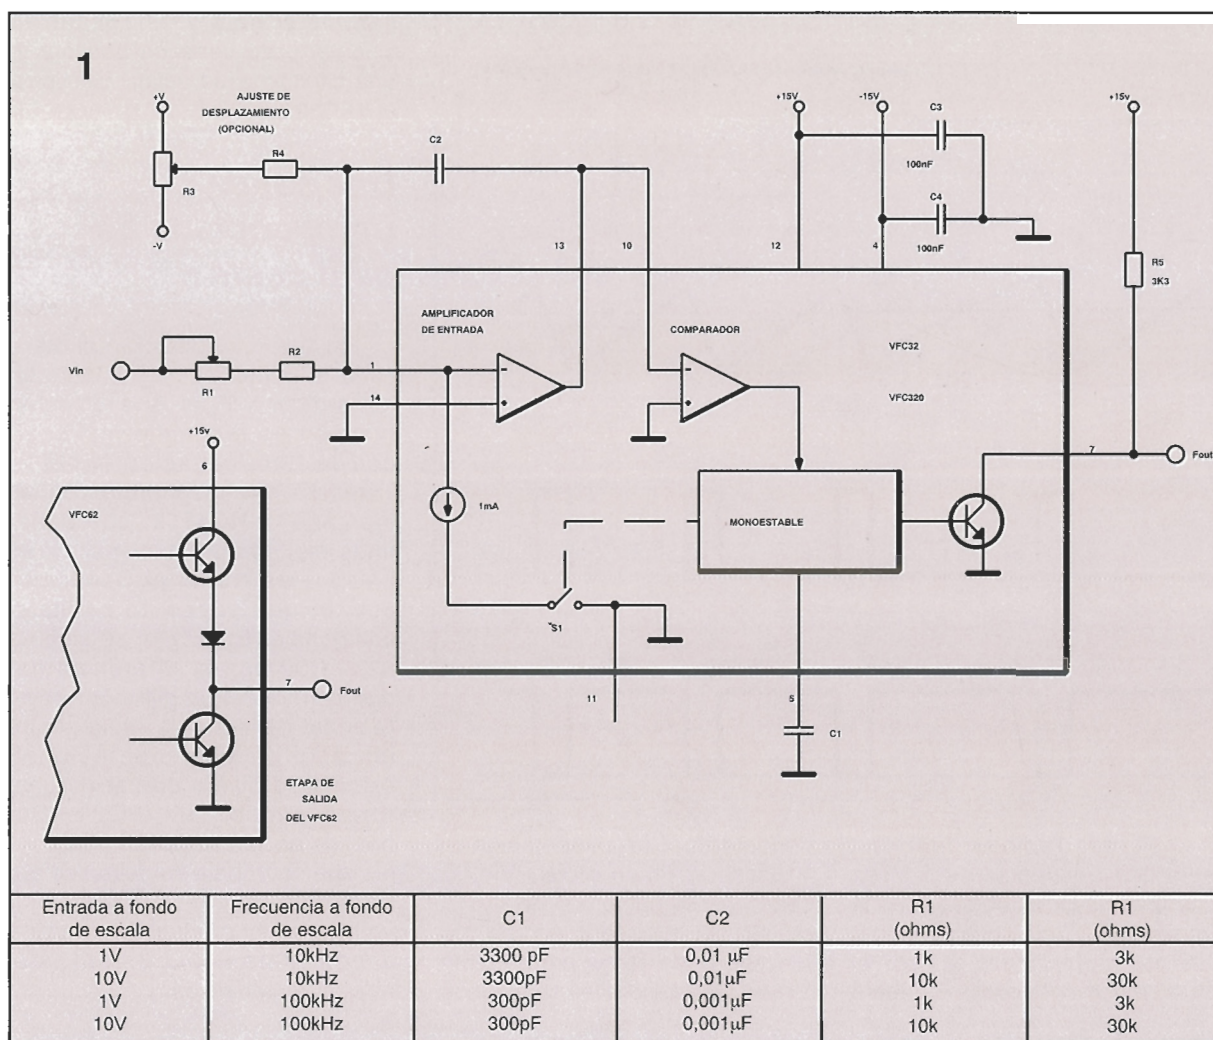 1
+V
AJUSTE DE
DESPLAZAMIENTO
(OPCIONAL)
R4
R3
-V
C2
+15V
-15V
C3
100nF
C4
100nF
+15v
R5
3K3
13
10
12
4
AMPLIFICADOR
DE ENTRADA
COMPARADOR
VFC32
VFC320
Vin
R1
R2
1
14
-
+
-
+
1mA
MONOESTABLE
S1
7
Fout
11
5
C1
+15v
6
VFC62
7
Fout
ETAPA DE
SALIDA
DEL VFC62
Entrada a fondo de escala Frecuencia a fondo de escala C1 C2 R1 (ohms) R1 (ohms)
1V 10kHz 3300 pF 0,01 µF 1k 3k
10V 10kHz 3300pF 0,01µF 10k 30k
1V 100kHz 300pF 0,001µF 1k 3k
10V 100kHz 300pF 0,001µF 10k 30k